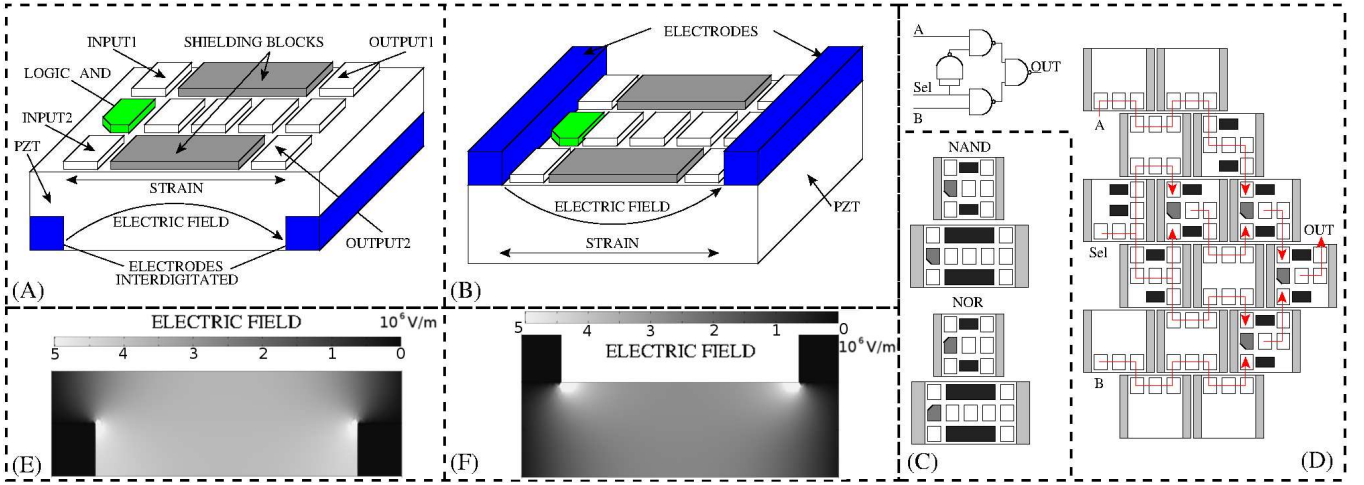 (A)
INPUT1
SHIELDING BLOCKS
OUTPUT1
LOGIC AND
INPUT2
PZT
STRAIN
ELECTRIC FIELD
OUTPUT2
ELECTRODES
INTERDIGITATED
(A)
(B)
ELECTRODES
ELECTRIC FIELD
PZT
STRAIN
(B)
(C)
A
OUT
Sel
B
NAND
NOR
(C)
A
Sel
OUT
B
(D)
ELECTRIC FIELD
10⁶V/m
5 4 3 2 1 0
(E)
5 4 3 2 1 0
ELECTRIC FIELD
10⁶V/m
(F)